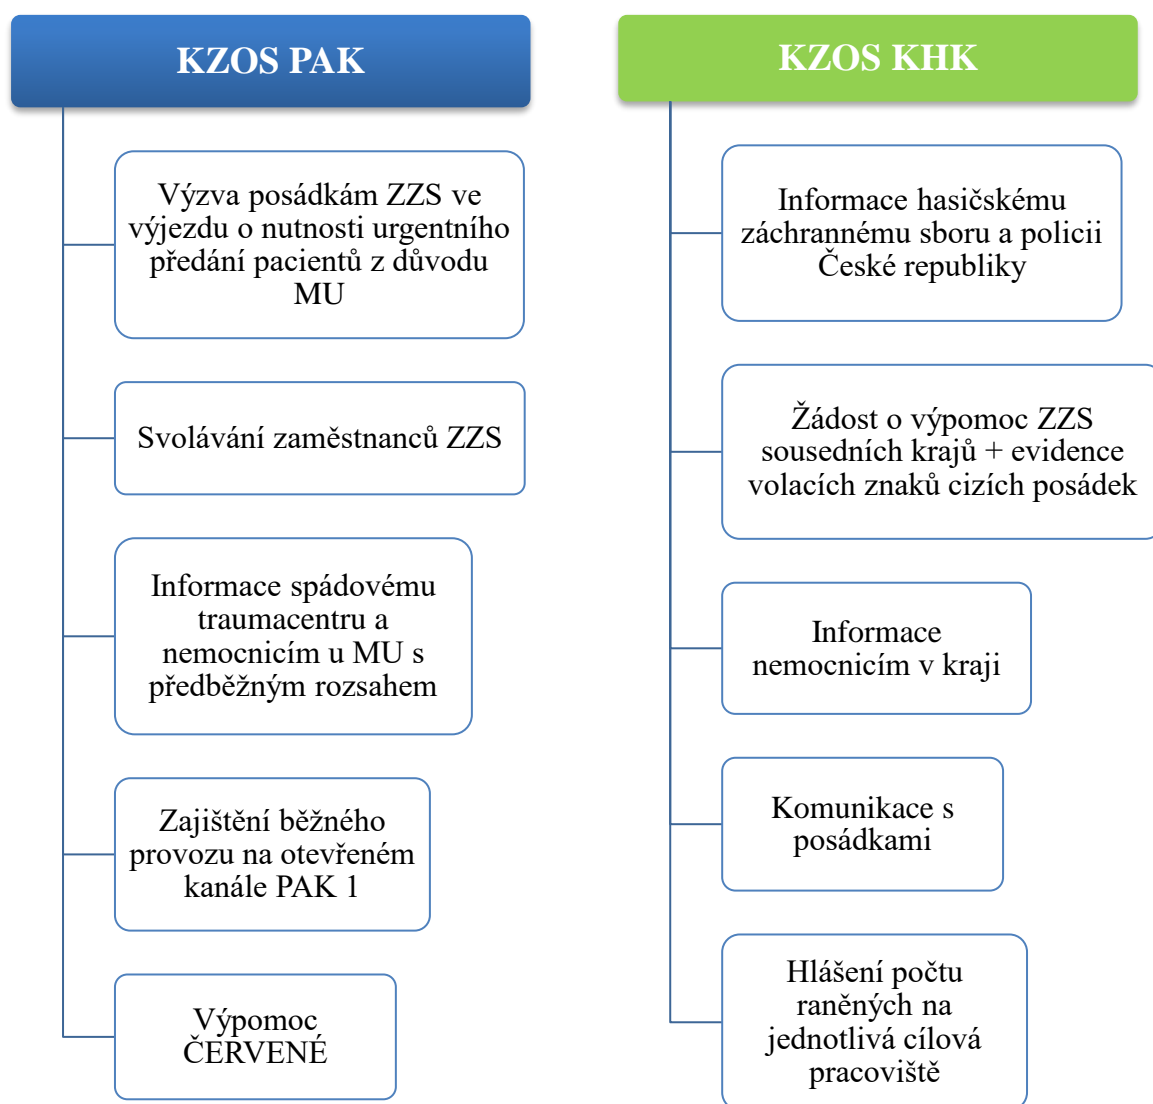 KZOS PAK
Výzva posádkám ZZS ve
výjezdu o nutnosti urgentního
předání pacientů z důvodu
MU
Svolávání zaměstnanců ZZS
Informace spádovému
traumacentru a
nemocnicím u MU s
předběžným rozsahem
Zajištění běžného
provozu na otevřeném
kanále PAK 1
Výpomoc
ČERVENÉ
KZOS KHK
Informace hasičskému
záchrannému sboru a policii
České republiky
Žádost o výpomoc ZZS
sousedních krajů + evidence
volacích znaků cizích posádek
Informace
nemocnicím v kraji
Komunikace s
posádkami
Hlášení počtu
raněných na
jednotlivá cílová
pracoviště